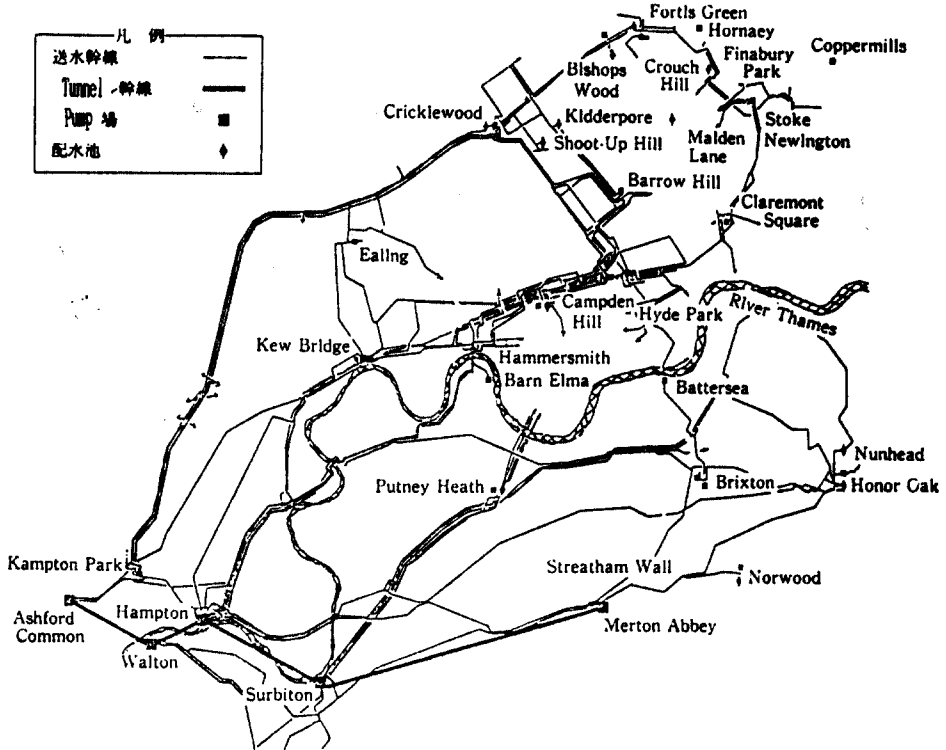 凡例
送水幹線
Tunnel 幹線
Pump 場
配水池
Fortls Green
Hornaey
Finabury
Park
Coppermills
Bishops
Wood
Crouch
Hill
Cricklewood
Kidderpore
Shoot-Up Hill
Malden
Lane
Stoke
Newlngton
Barrow Hill
Claremont
Square
Eallng
Campden
Hill
Hyde Park
River Thames
Kew Bridge
Hammersmith
Barn Elma
Battersea
Putney Heath
Brixton
Nunhead
Honor Oak
Kampton Park
Streatham Wall
Norwood
Ashford
Common
Hampton
Merton Abbey
Walton
Surbiton